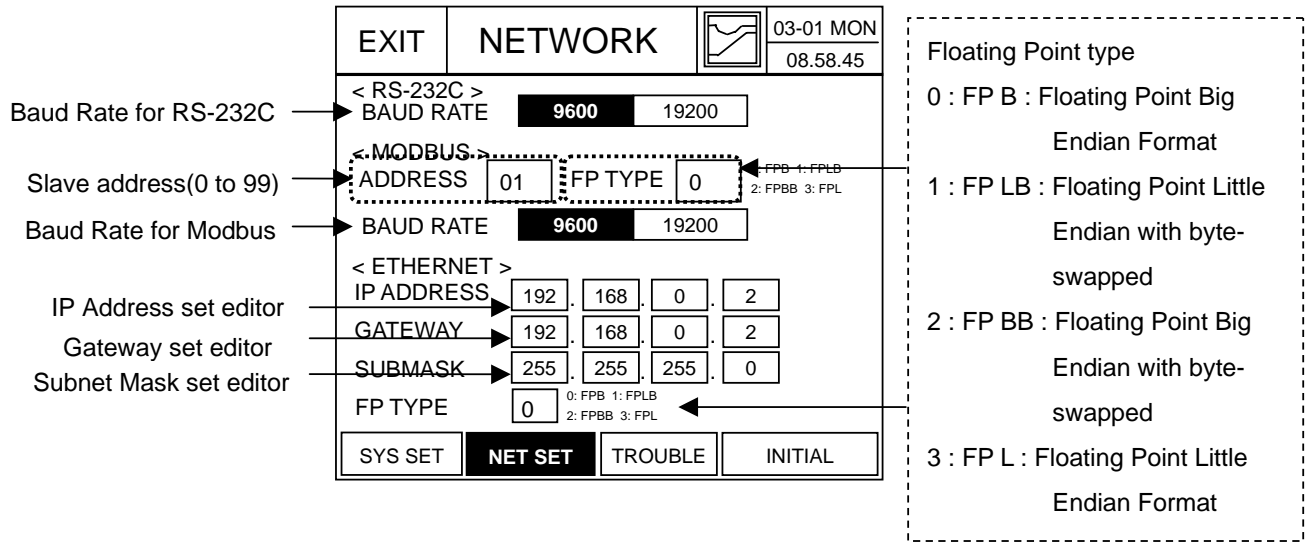 EXIT NETWORK 03-01 MON
08.58.45
< RS-232C >
Baud Rate for RS-232C BAUD RATE 9600 19200
< MODBUS >
Slave address(0 to 99) ADDRESS 01 FP TYPE 0 FPB 1: FPLB
2: FPBB 3: FPL
Baud Rate for Modbus BAUD RATE 9600 19200
< ETHERNET >
IP Address set editor IP ADDRESS 192 . 168 . 0 . 2
Gateway set editor GATEWAY 192 . 168 . 0 . 2
Subnet Mask set editor SUBMASK 255 . 255 . 255 . 0
FP TYPE 0 0: FPB 1: FPLB
2: FPBB 3: FPL
SYS SET NET SET TROUBLE INITIAL
Floating Point type
0 : FP B : Floating Point Big
Endian Format
1 : FP LB : Floating Point Little
Endian with byte-
swapped
2 : FP BB : Floating Point Big
Endian with byte-
swapped
3 : FP L : Floating Point Little
Endian Format